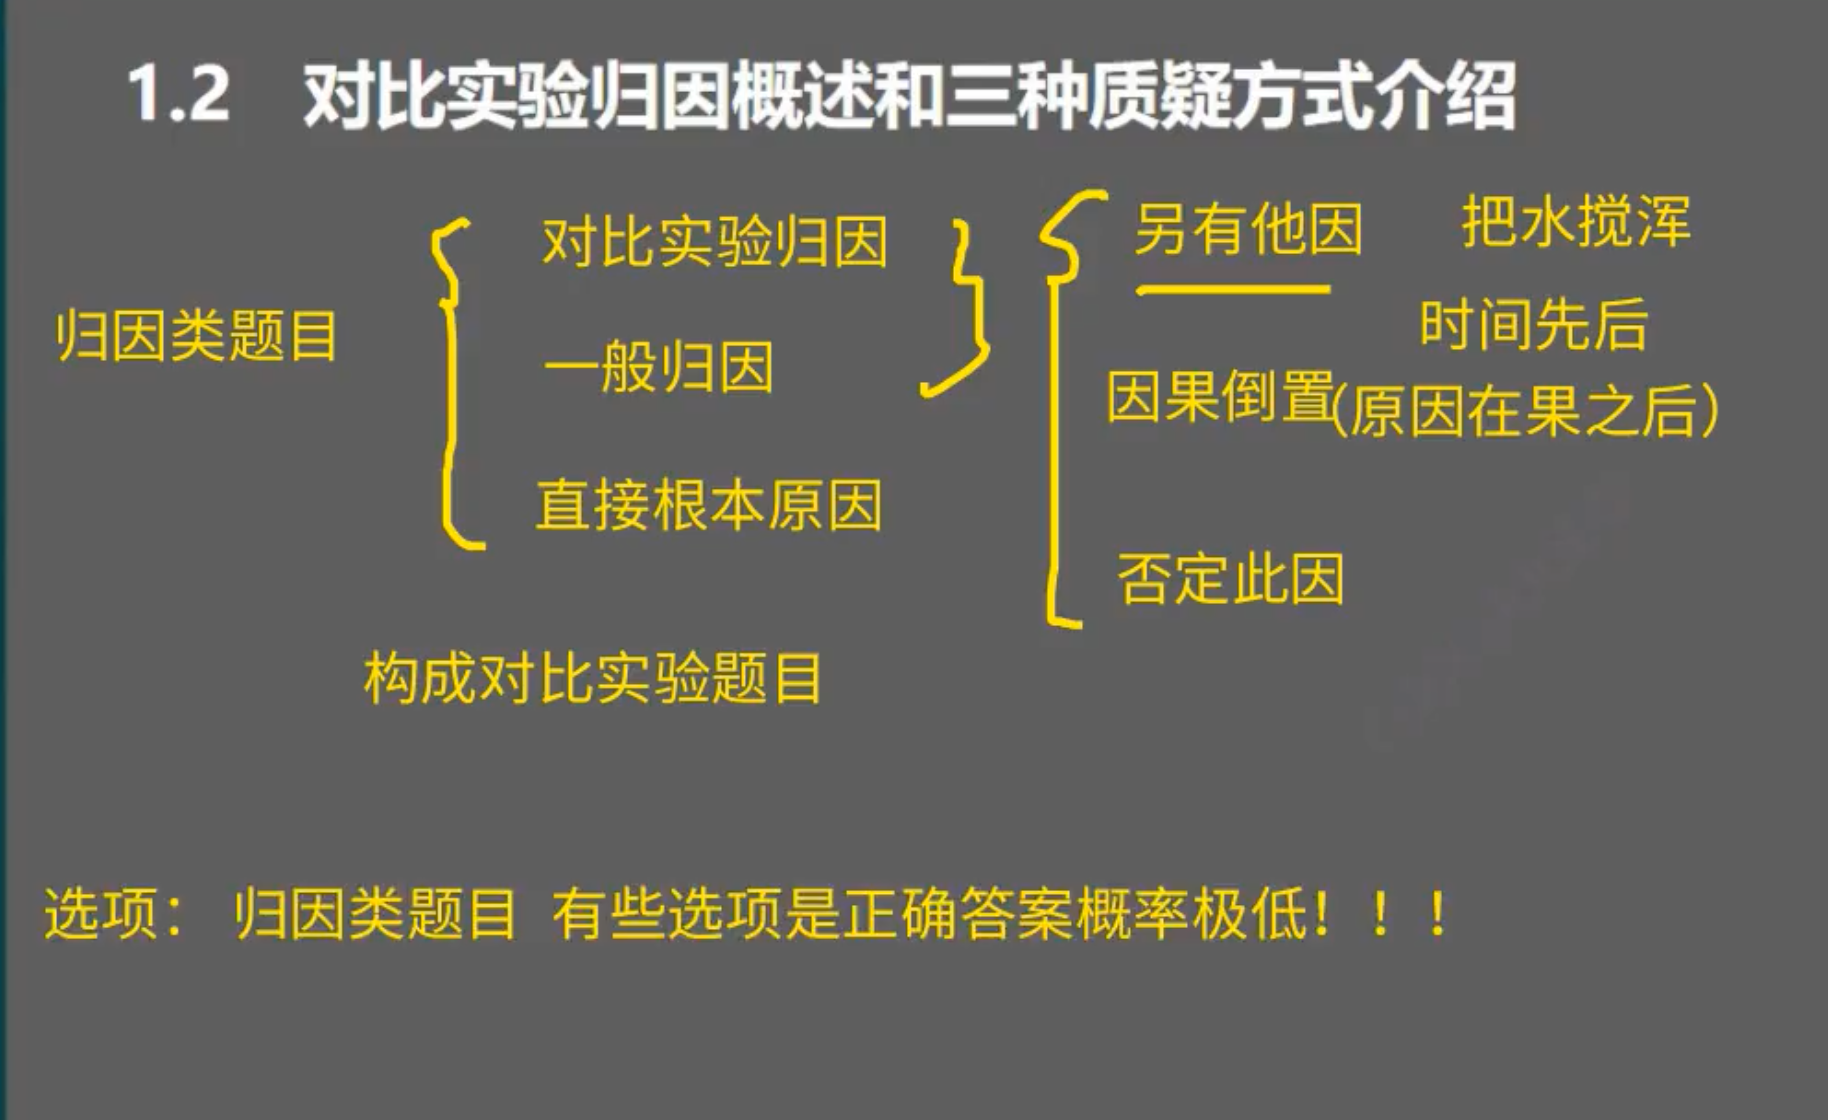 1.2 对比实验归因概述和三种质疑方式介绍
对比实验归因
另有他因 把水搅浑
归因类题目
时间先后
一般归因
因果倒置(原因在果之后)
直接根本原因
否定此因
构成对比实验题目
选项： 归因类题目 有些选项是正确答案概率极低！！！